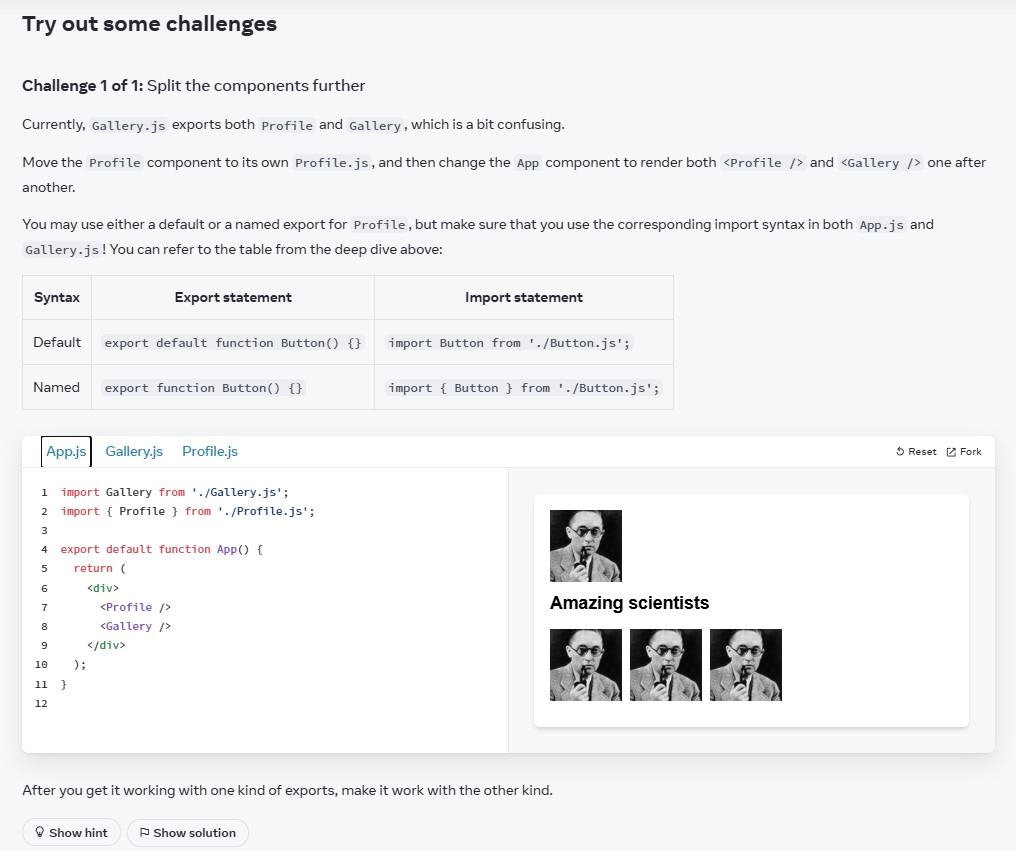 Try out some challenges
Challenge 1 of 1: Split the components further
Currently, Gallery.js exports both Profile and Gallery, which is a bit confusing.
Move the Profile component to its own Profile.js, and then change the App component to render both <Profile /> and <Gallery /> one after
another.
You may use either a default or a named export for Profile, but make sure that you use the corresponding import syntax in both App.js and
Gallery.js! You can refer to the table from the deep dive above:
Syntax Export statement Import statement
Default export default function Button() {} import Button from './Button.js';
Named export function Button() {} import { Button } from './Button.js';
App.js Gallery.js Profile.js Reset Fork
1 import Gallery from './Gallery.js';
2 import { Profile } from './Profile.js';
3
4 export default function App() {
5 return (
6 <div>
7 <Profile />
8 <Gallery />
9 </div>
10 );
11 }
12
Amazing scientists
After you get it working with one kind of exports, make it work with the other kind.
Show hint Show solution